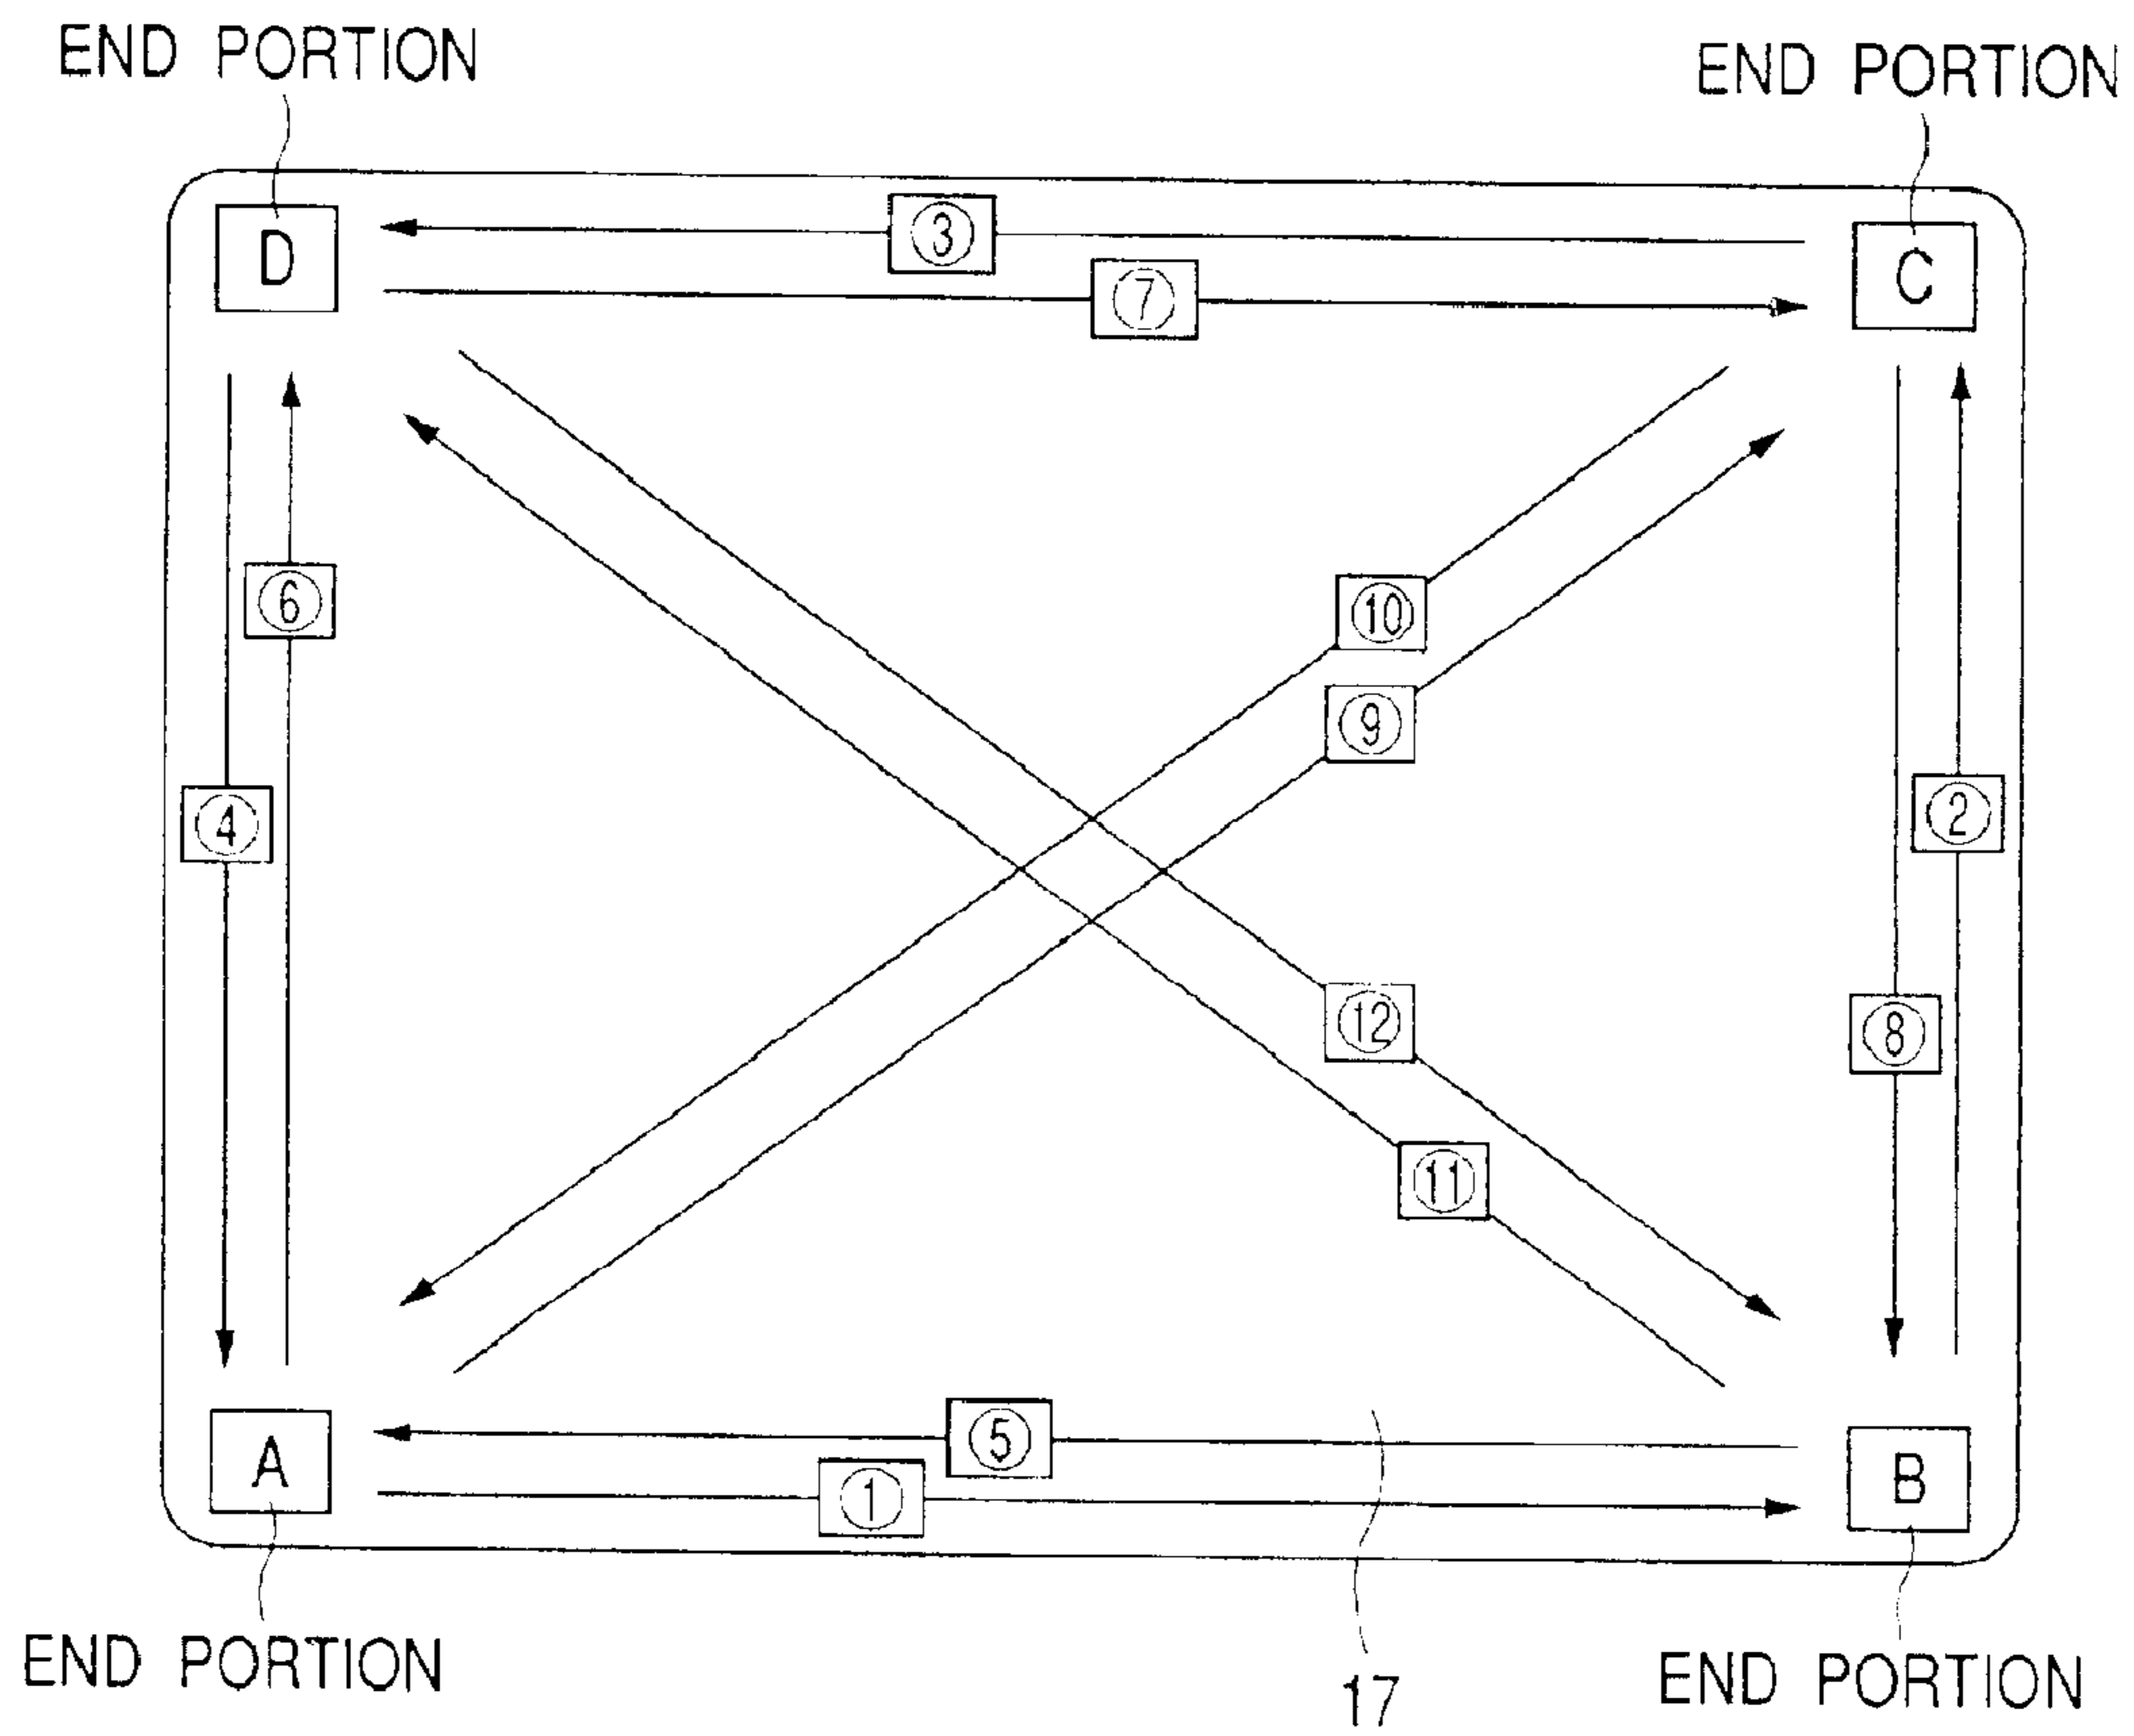 END PORTION
END PORTION
D
③
C
⑦
⑥
⑩
⑨
④
②
⑫
⑧
⑪
A
⑤
B
①
END PORTION
END PORTION
17